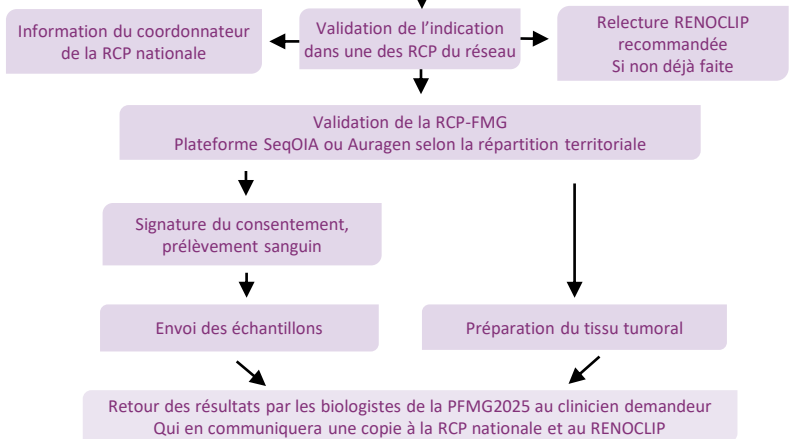 Information du coordonnateur
de la RCP nationale
Validation de l'indication
dans une des RCP du réseau
Relecture RENOCLIP
recommandée
Si non déjà faite
Validation de la RCP-FMG
Plateforme SeqOIA ou Auragen selon la répartition territoriale
Signature du consentement,
prélèvement sanguin
Envoi des échantillons
Préparation du tissu tumoral
Retour des résultats par les biologistes de la PFMG2025 au clinicien demandeur
Qui en communiquera une copie à la RCP nationale et au RENOCLIP